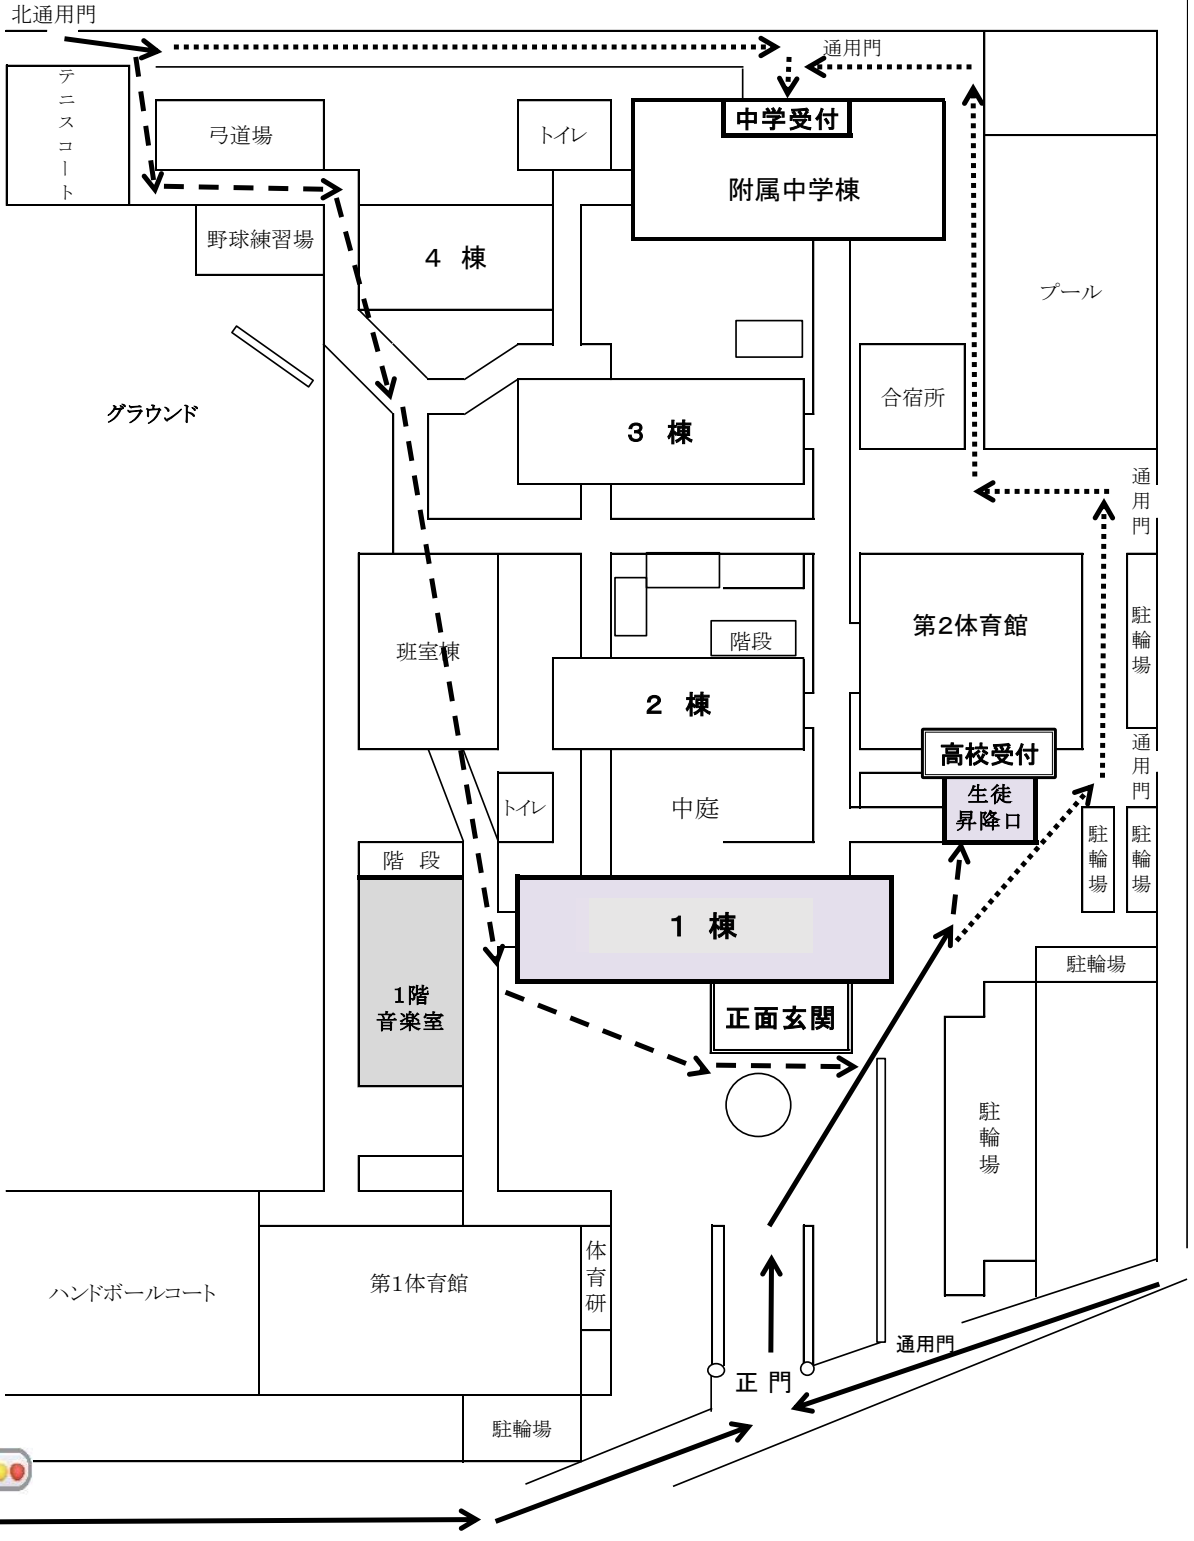 北通用門
通用門
テニスコート
弓道場
トイレ
中学受付
附属中学棟
野球練習場
４ 棟
プール
合宿所
グラウンド
３ 棟
通用門
班室棟
階段
第2体育館
駐輪場
２ 棟
高校受付
通用門
生徒
昇降口
トイレ
中庭
駐輪場
駐輪場
階 段
１ 棟
駐輪場
1階
音楽室
正面玄関
駐輪場
体育研
第1体育館
ハンドボールコート
通用門
正 門
駐輪場